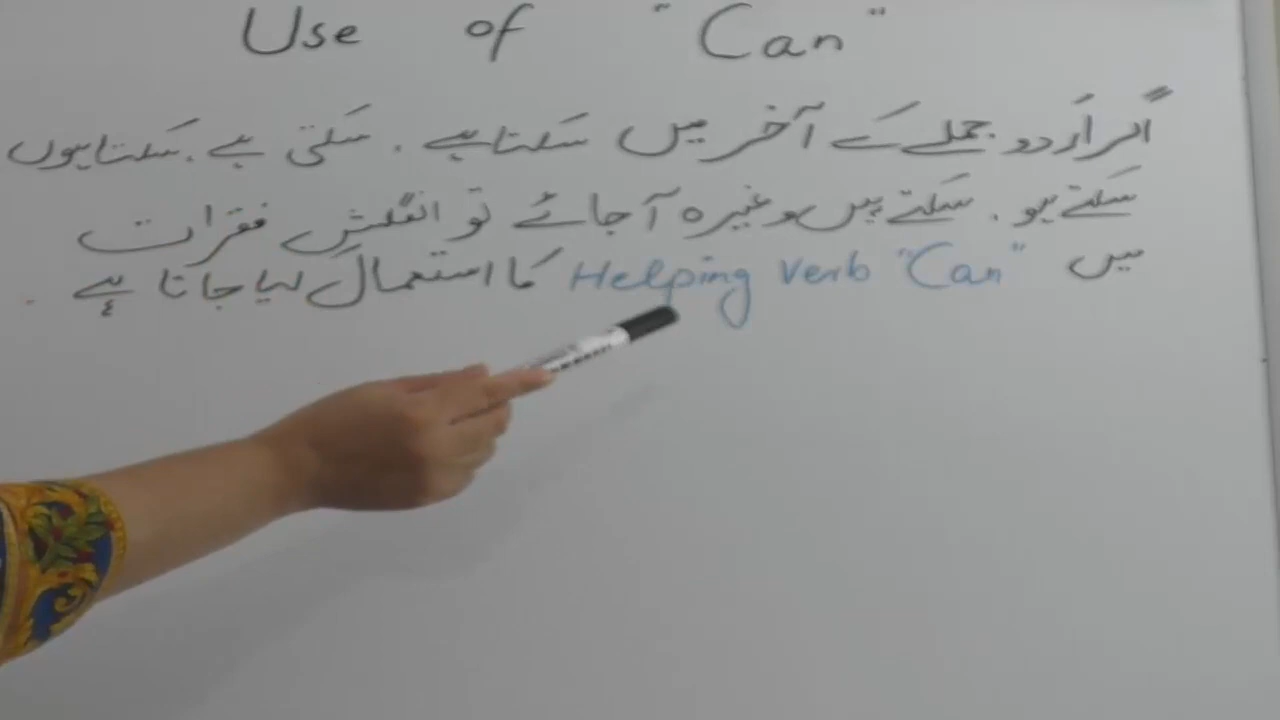 Use of "Can"
اگر اُردو جملے کے آخر میں سکتا ہے ۔ سکتی ہے ۔ سکتا ہوں
سکتے ہو ۔ سکتے ہیں وغیرہ آ جائے تو انگلش فقرات
میں "Can" Helping verb کا استعمال کیا جاتا ہے ۔